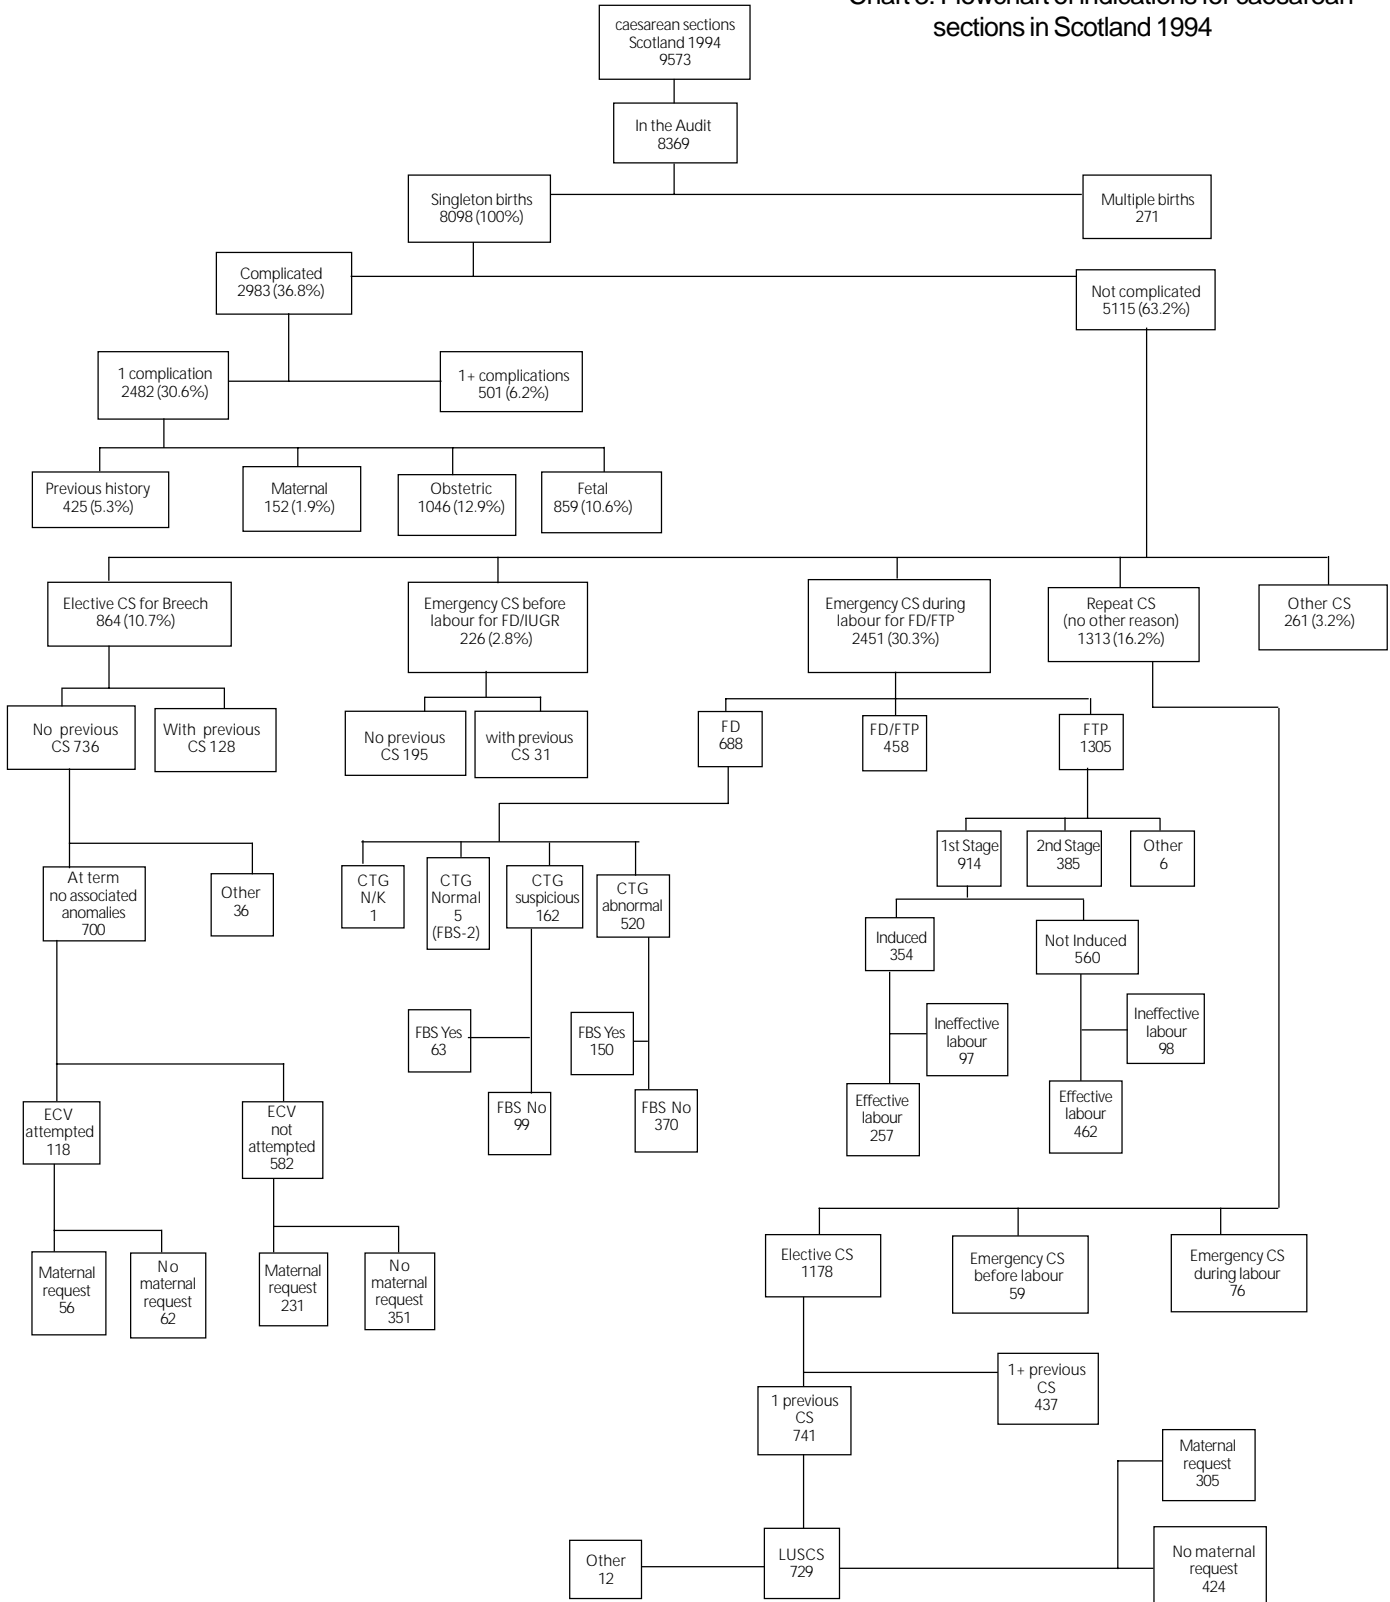 Chart 5. Flowchart of indications for caesarean
sections in Scotland 1994
caesarean sections
Scotland 1994
9573
In the Audit
8369
Singleton births
8098 (100%)
Multiple births
271
Complicated
2983 (36.8%)
Not complicated
5115 (63.2%)
1 complication
2482 (30.6%)
1+ complications
501 (6.2%)
Previous history
425 (5.3%)
Maternal
152 (1.9%)
Obstetric
1046 (12.9%)
Fetal
859 (10.6%)
Elective CS for Breech
864 (10.7%)
Emergency CS before
labour for FD/IUGR
226 (2.8%)
Emergency CS during
labour for FD/FTP
2451 (30.3%)
Repeat CS
(no other reason)
1313 (16.2%)
Other CS
261 (3.2%)
No previous
CS 736
With previous
CS 128
No previous
CS 195
with previous
CS 31
FD
688
FD/FTP
458
FTP
1305
At term
no associated
anomalies
700
Other
36
CTG
N/K
1
CTG
Normal
5
(FBS-2)
CTG
suspicious
162
CTG
abnormal
520
1st Stage
914
2nd Stage
385
Other
6
Induced
354
Not Induced
560
FBS Yes
63
FBS No
99
FBS Yes
150
FBS No
370
Ineffective
labour
97
Effective
labour
257
Ineffective
labour
98
Effective
labour
462
ECV
attempted
118
ECV
not
attempted
582
Maternal
request
56
No
maternal
request
62
Maternal
request
231
No
maternal
request
351
Elective CS
1178
Emergency CS
before labour
59
Emergency CS
during labour
76
1 previous
CS
741
1+ previous
CS
437
Other
12
LUSCS
729
Maternal
request
305
No maternal
request
424